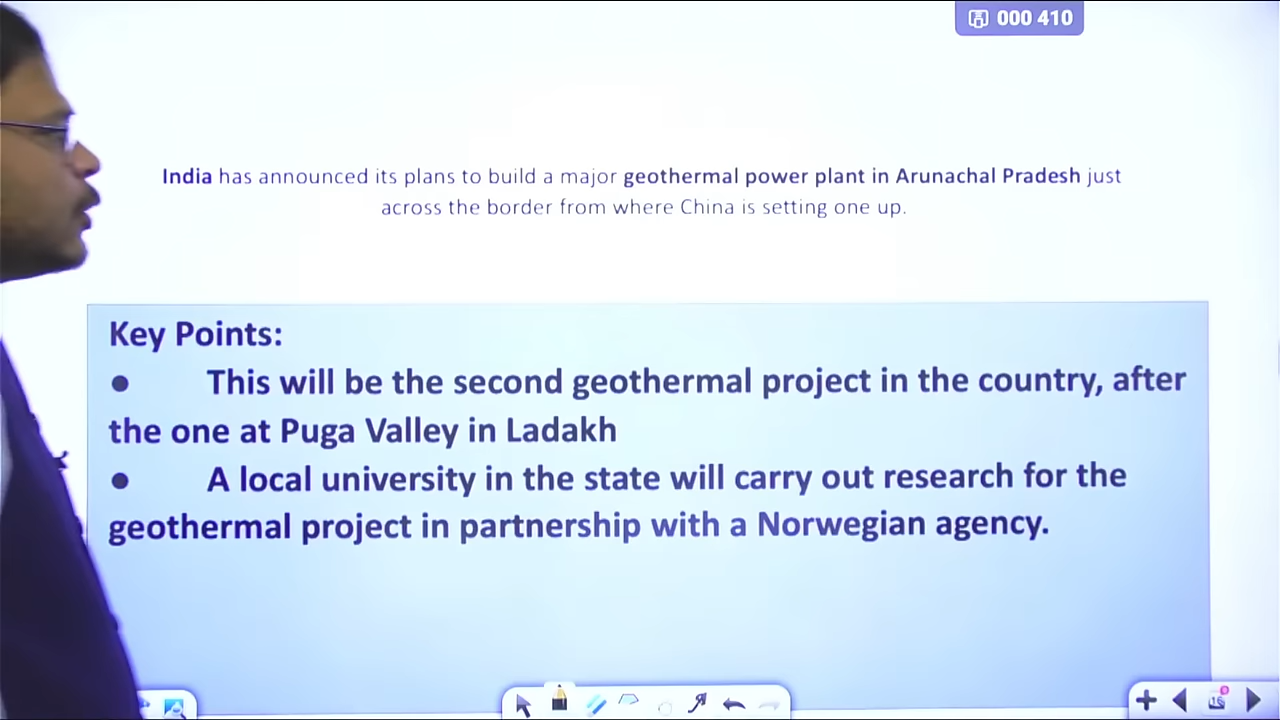 000 410
India has announced its plans to build a major geothermal power plant in Arunachal Pradesh just
across the border from where China is setting one up.
Key Points:
● This will be the second geothermal project in the country, after
the one at Puga Valley in Ladakh
● A local university in the state will carry out research for the
geothermal project in partnership with a Norwegian agency.